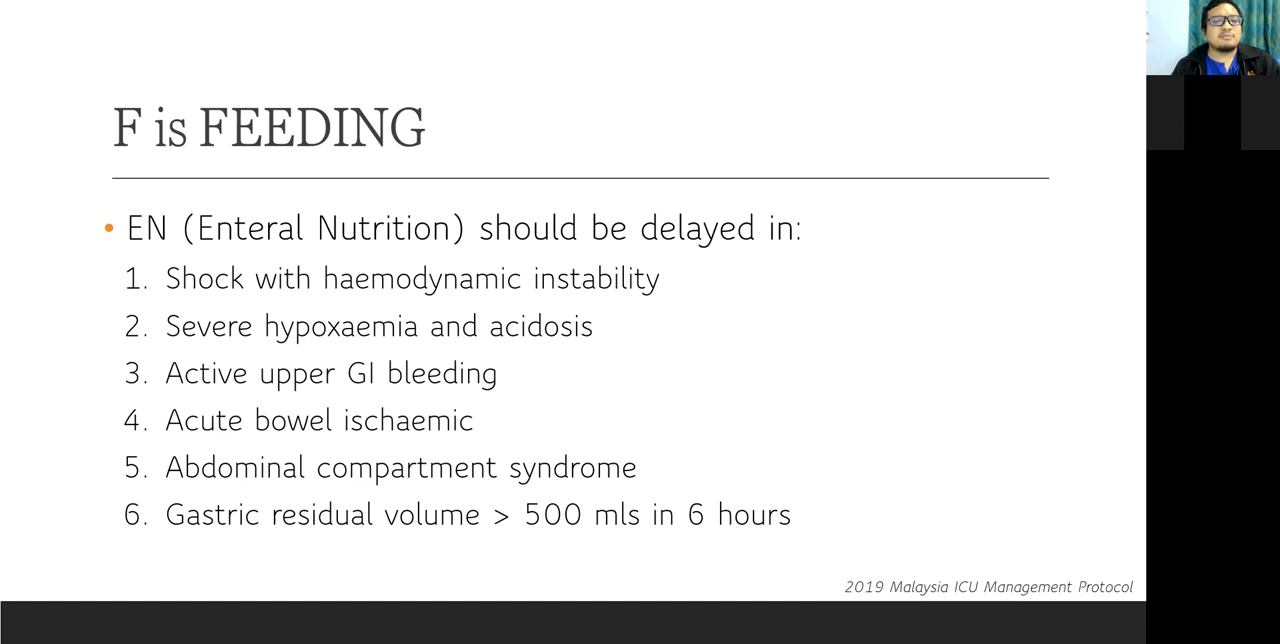 F is FEEDING
• EN (Enteral Nutrition) should be delayed in:
1. Shock with haemodynamic instability
2. Severe hypoxaemia and acidosis
3. Active upper GI bleeding
4. Acute bowel ischaemic
5. Abdominal compartment syndrome
6. Gastric residual volume > 500 mls in 6 hours
2019 Malaysia ICU Management Protocol